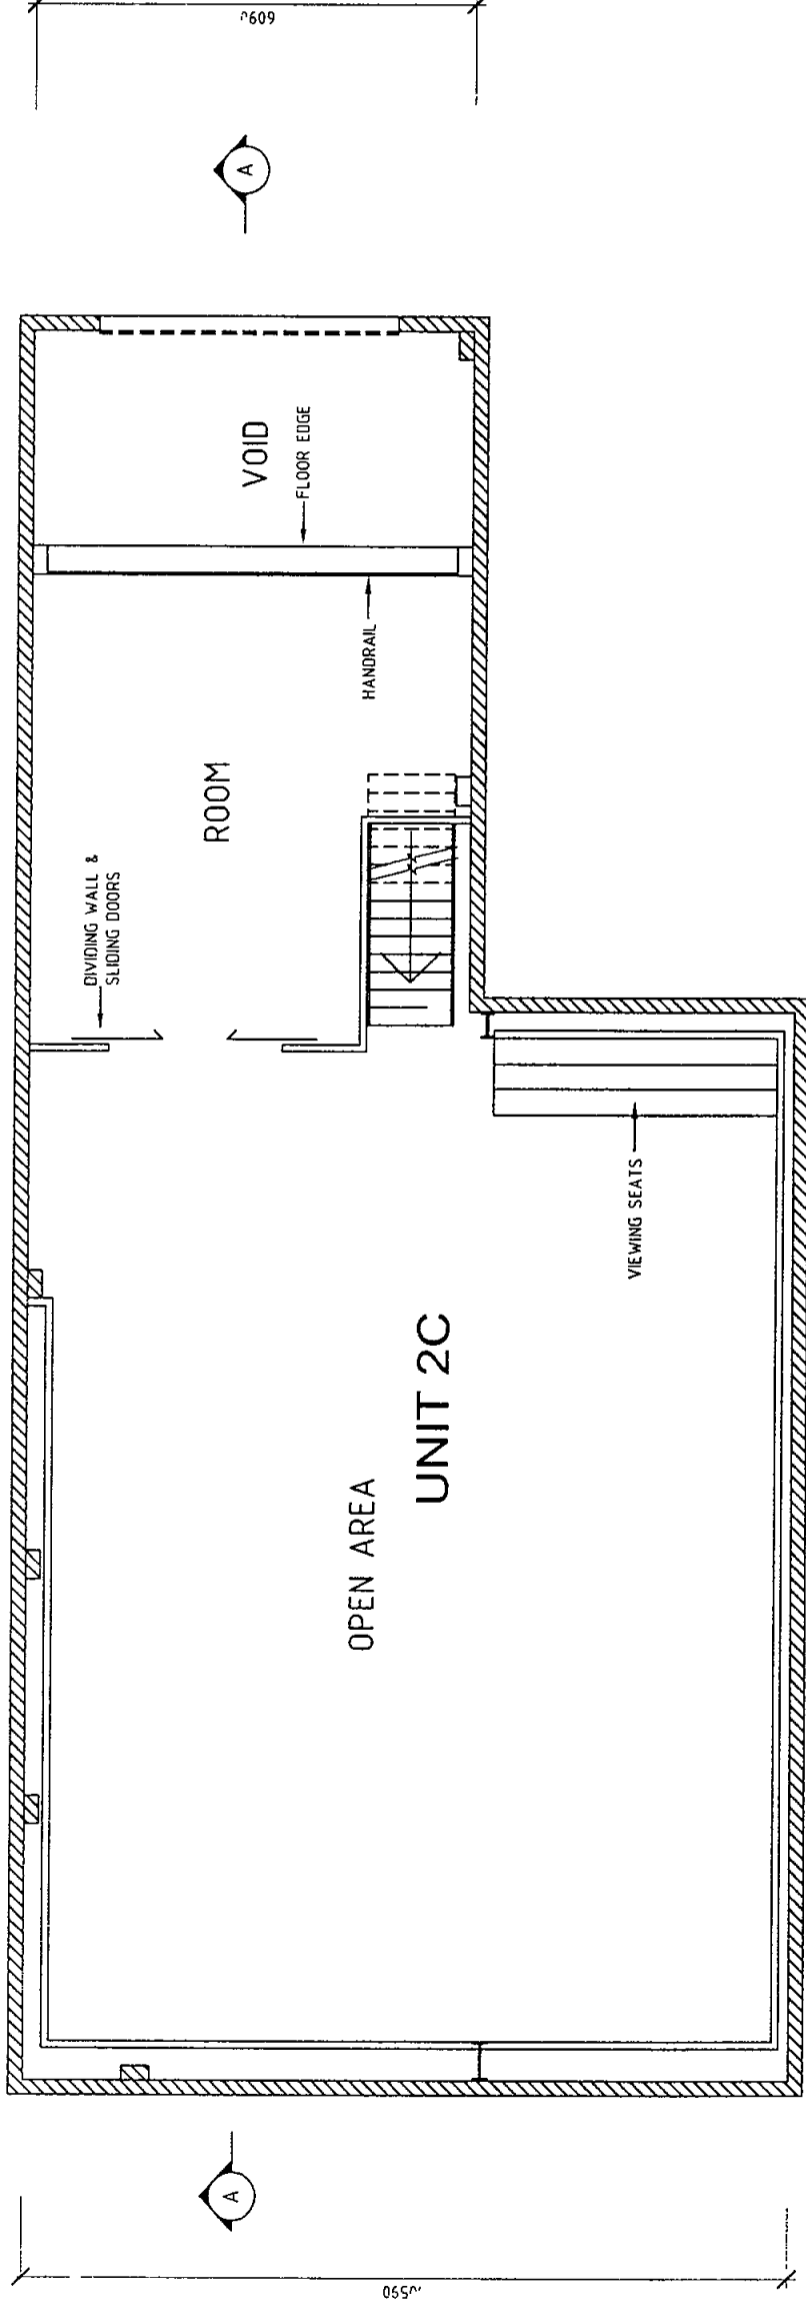 A
VOID
FLOOR EDGE
HANDRAIL
ROOM
DIVIDING WALL &
SLIDING DOORS
VIEWING SEATS
UNIT 2C
OPEN AREA
A